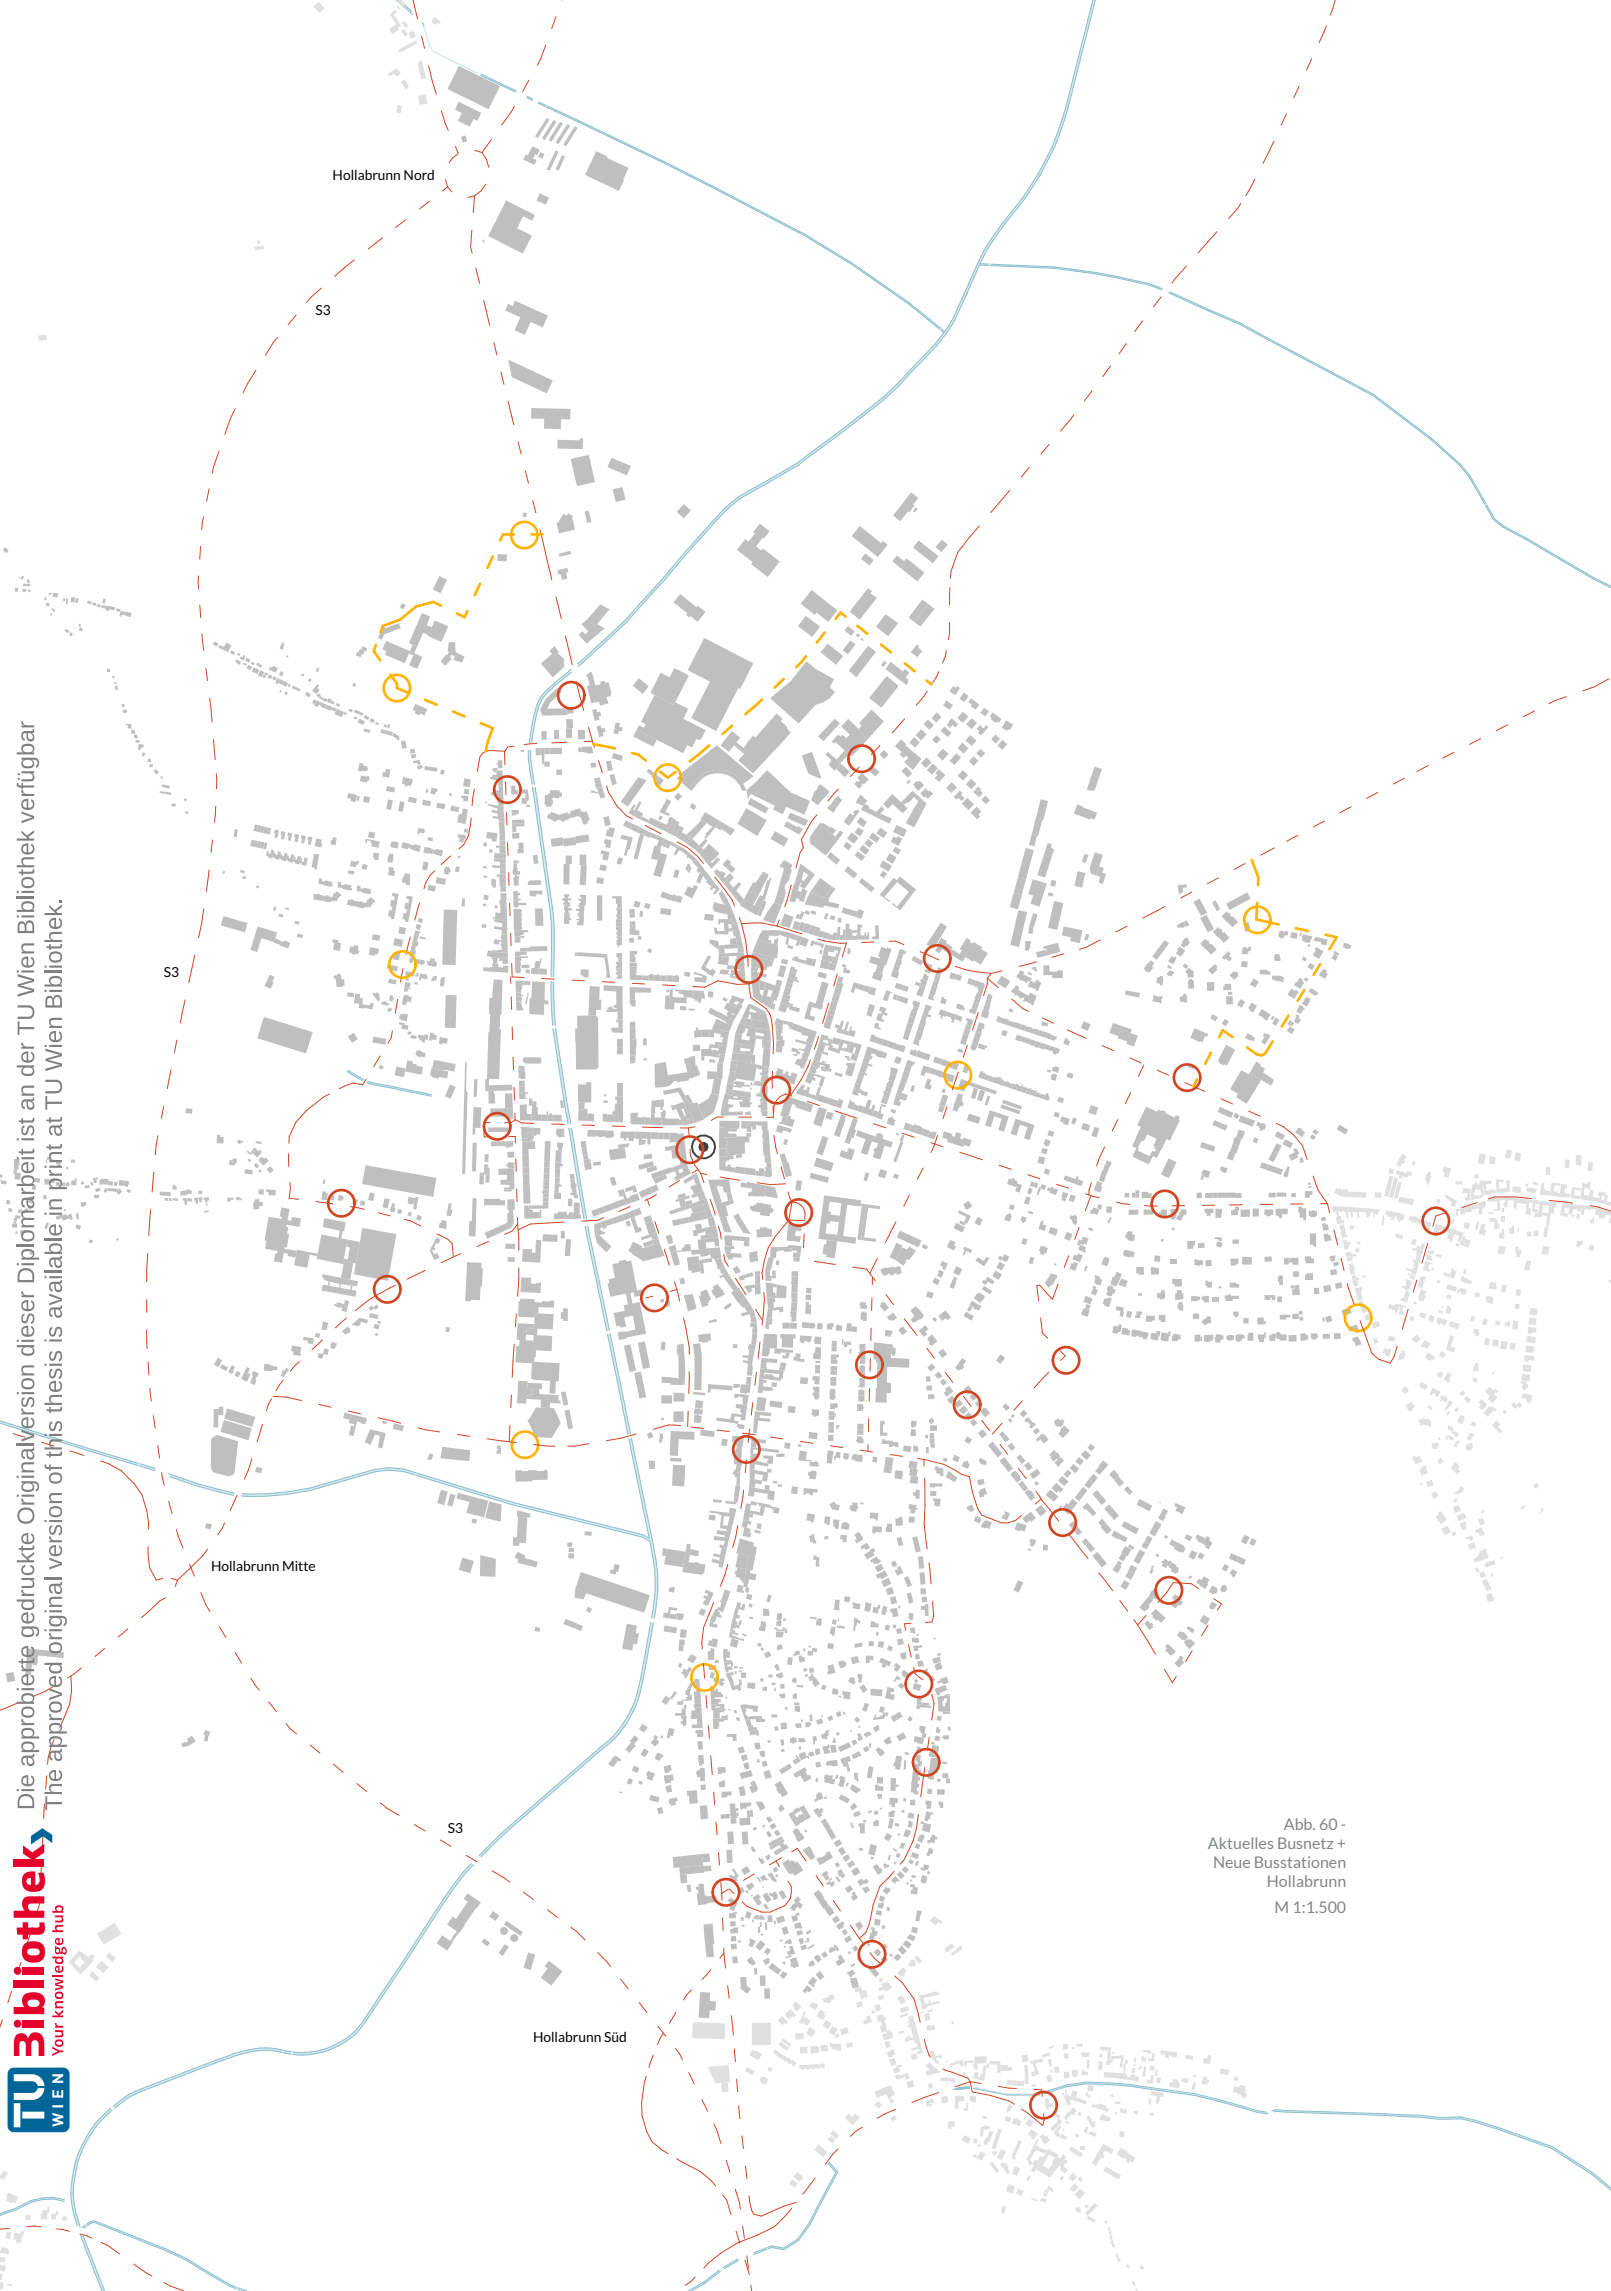 Hollabrunn Nord
S3
S3
Hollabrunn Mitte
S3
Hollabrunn Süd
Abb. 60 -
Aktuelles Busnetz +
Neue Busstationen
Hollabrunn
M 1:1.500
Die approbierte gedruckte Originalversion dieser Diplomarbeit ist an der TU Wien Bibliothek verfügbar
The approved original version of this thesis is available in print at TU Wien Bibliothek.
Bibliothek
Your knowledge hub
TU
WIEN